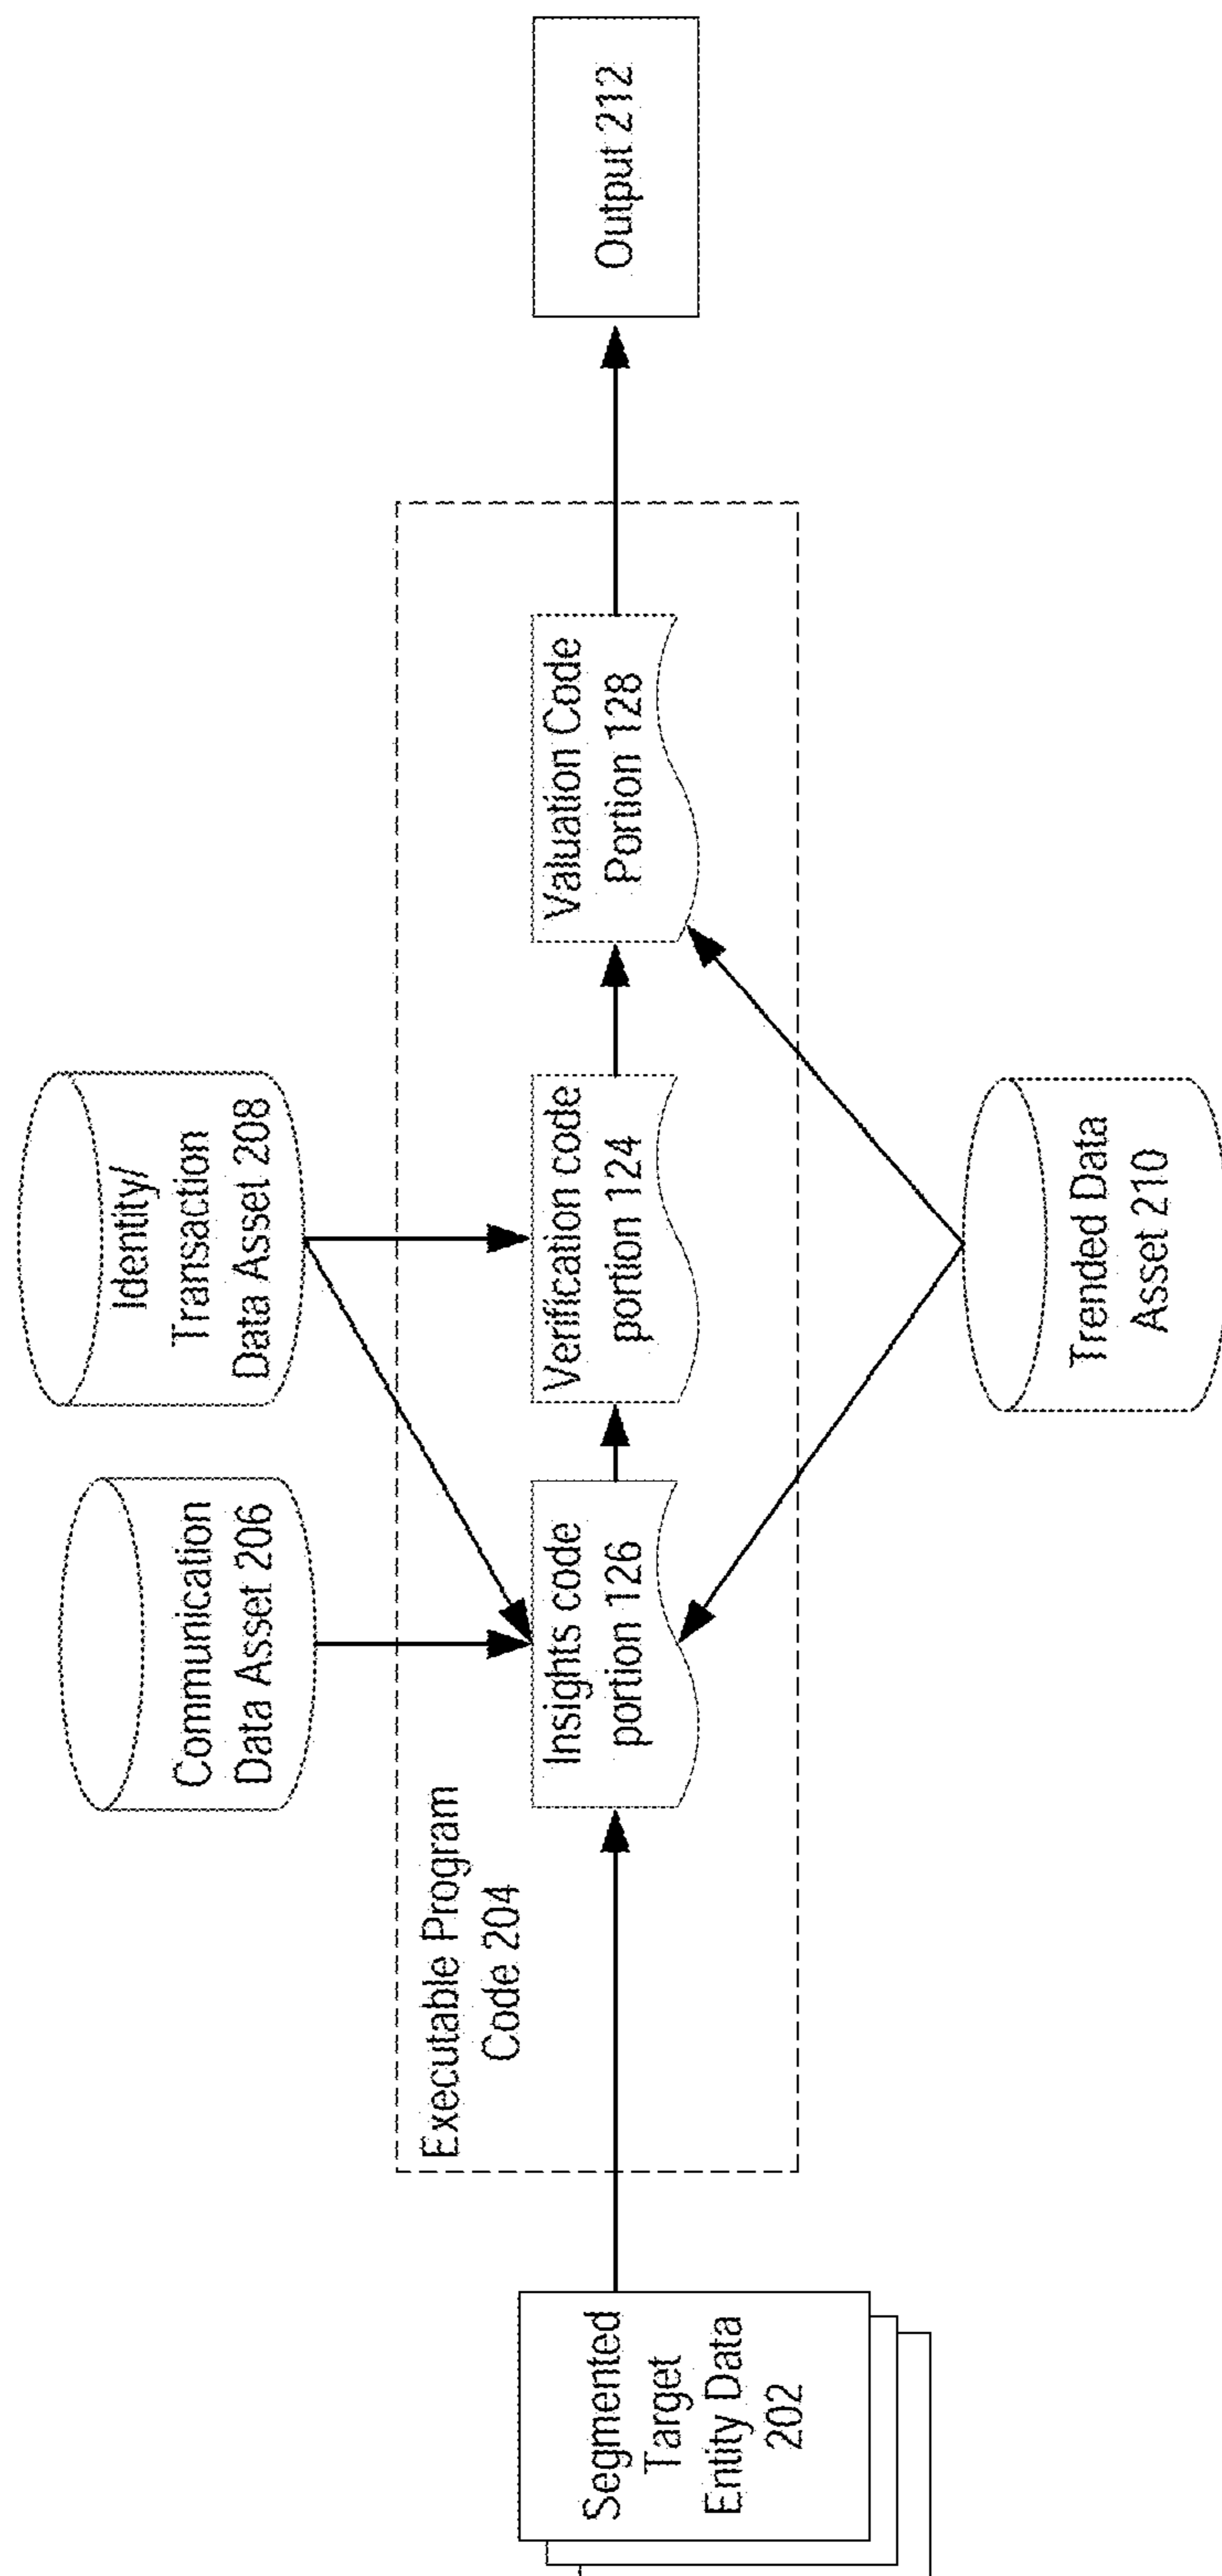 Communication
Data Asset 206
Identity/
Transaction
Data Asset 208
Executable Program
Code 204
Segmented
Target
Entity Data
202
Insights code
portion 126
Verification code
portion 124
Valuation Code
Portion 128
Output 212
Trended Data
Asset 210